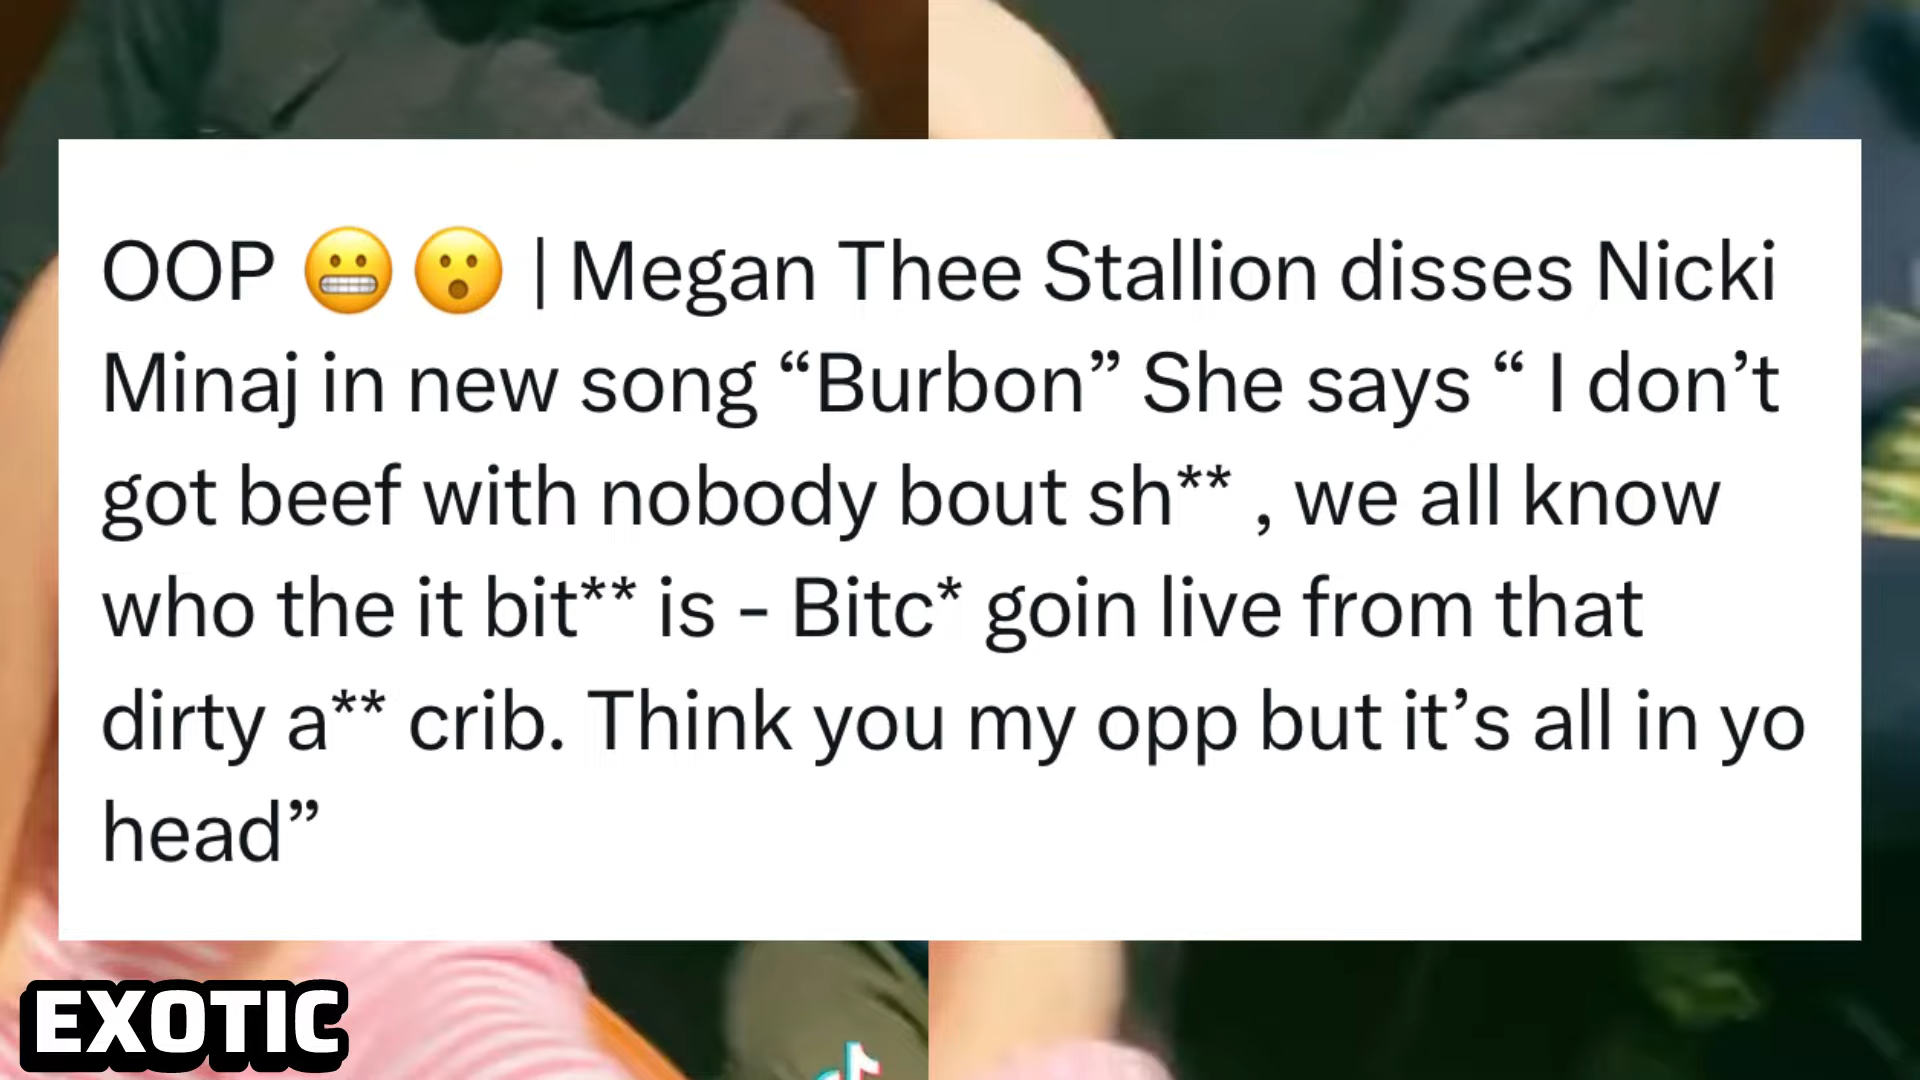 OOP 😬😮 | Megan Thee Stallion disses Nicki
Minaj in new song “Burbon” She says “ I don’t
got beef with nobody bout sh** , we all know
who the it bit** is - Bitc* goin live from that
dirty a** crib. Think you my opp but it’s all in yo
head”
EXOTIC